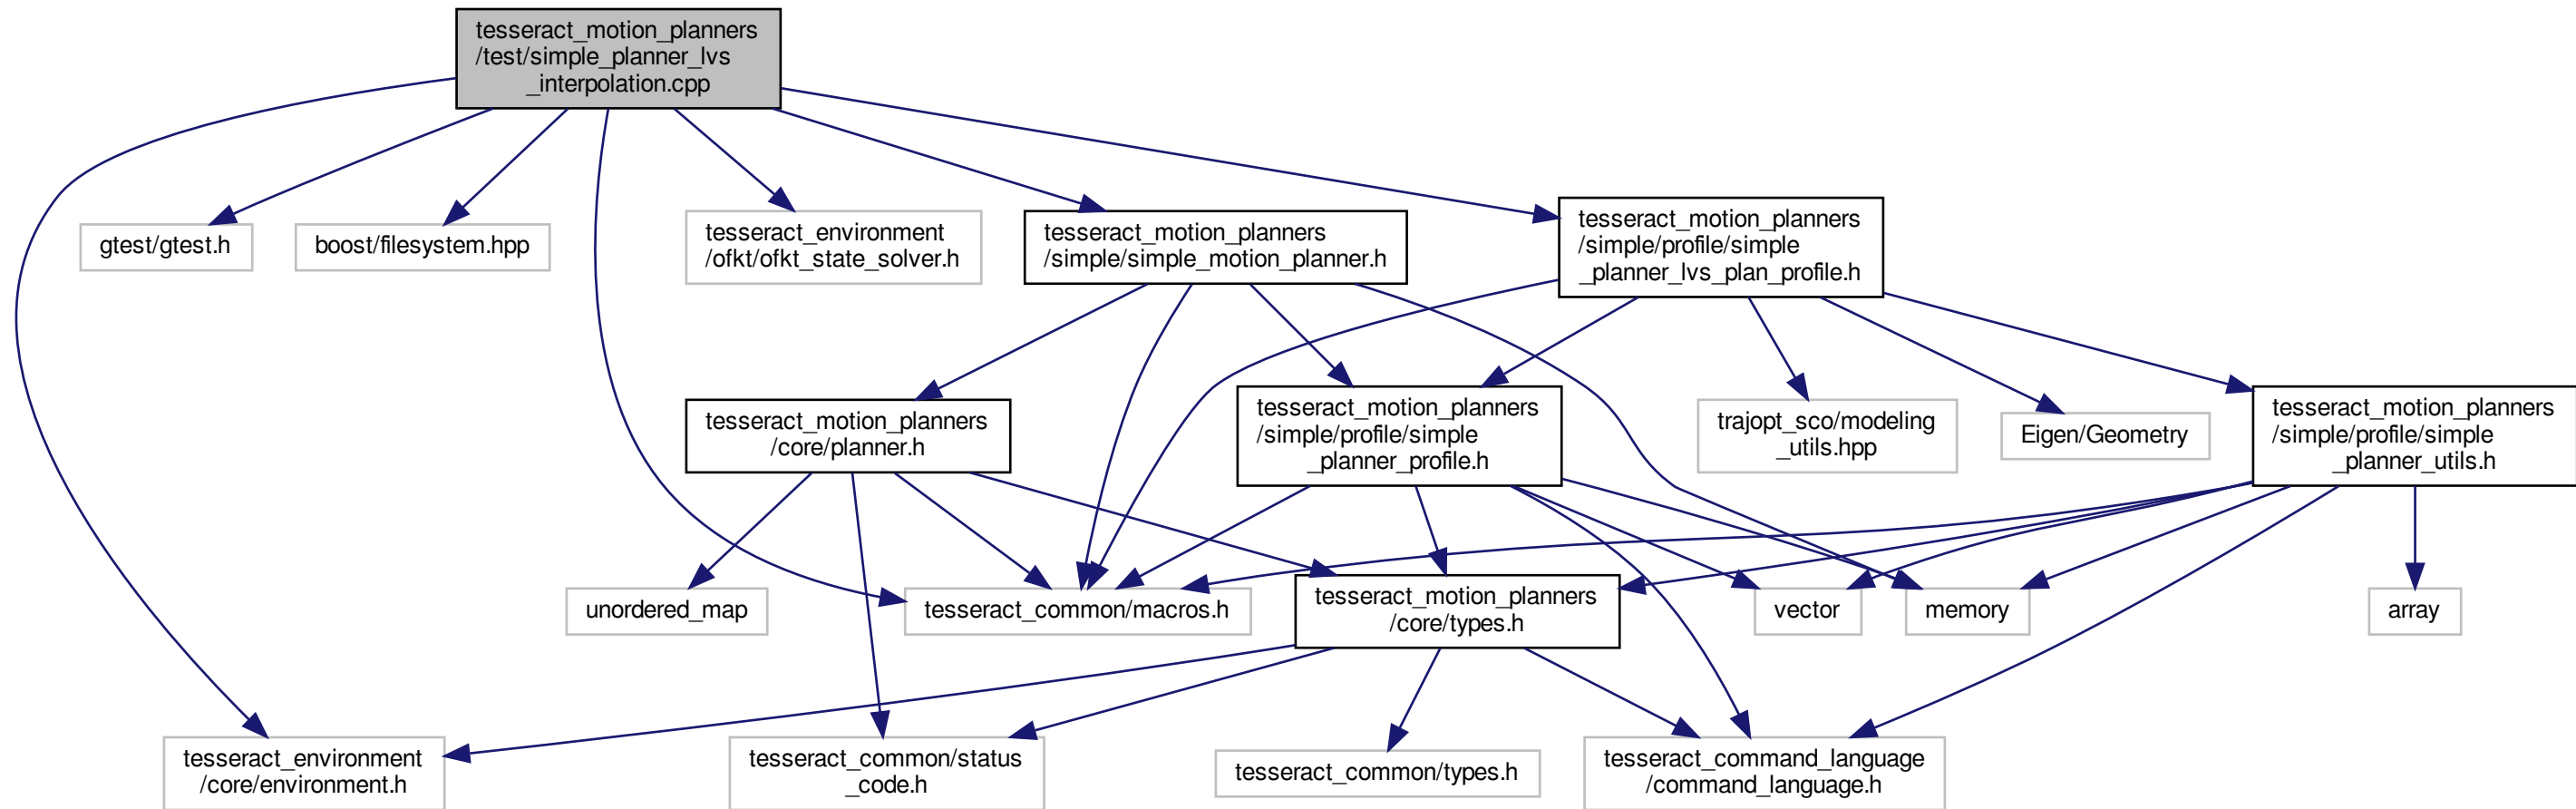 tesseract_motion_planners
/test/simple_planner_lvs
_interpolation.cpp
gtest/gtest.h
boost/filesystem.hpp
tesseract_environment
/ofkt/ofkt_state_solver.h
tesseract_motion_planners
/simple/simple_motion_planner.h
tesseract_motion_planners
/simple/profile/simple
_planner_lvs_plan_profile.h
tesseract_motion_planners
/core/planner.h
tesseract_motion_planners
/simple/profile/simple
_planner_profile.h
trajopt_sco/modeling
_utils.hpp
Eigen/Geometry
tesseract_motion_planners
/simple/profile/simple
_planner_utils.h
unordered_map
tesseract_common/macros.h
tesseract_motion_planners
/core/types.h
vector
memory
array
tesseract_environment
/core/environment.h
tesseract_common/status
_code.h
tesseract_common/types.h
tesseract_command_language
/command_language.h